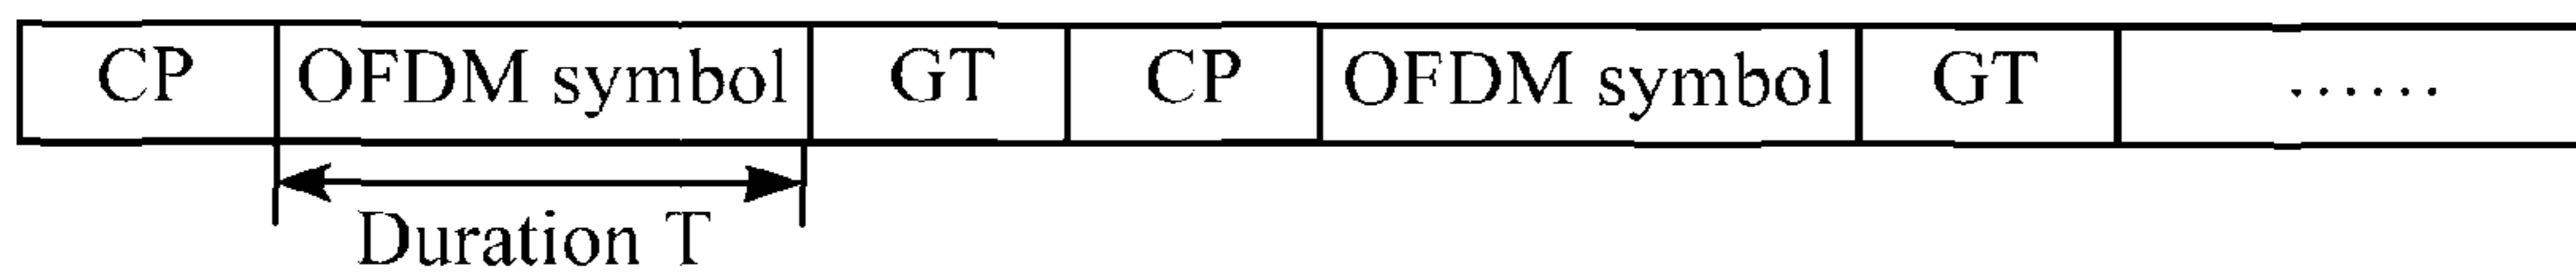 CP OFDM symbol GT CP OFDM symbol GT ......
Duration T